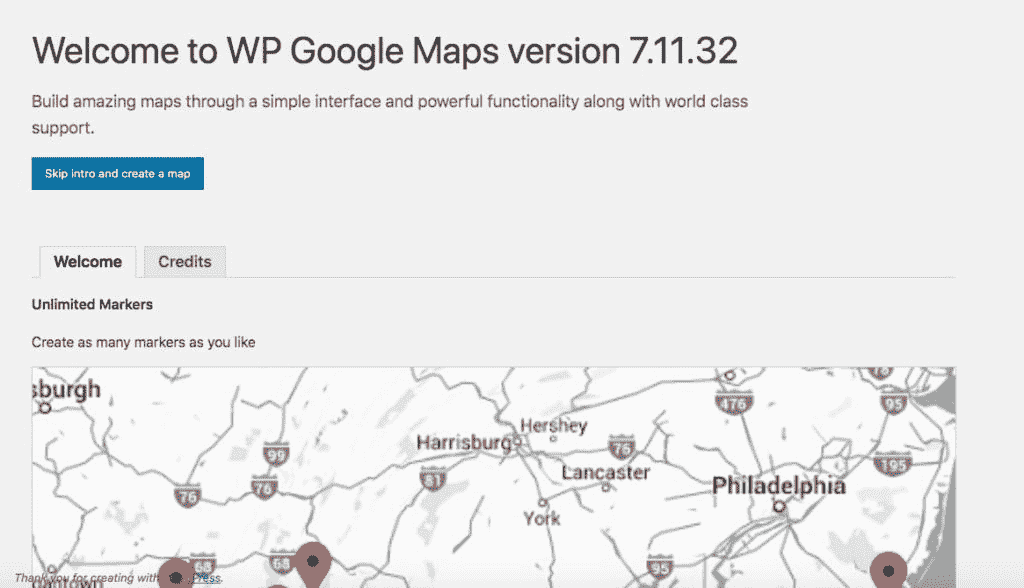 Welcome to WP Google Maps version 7.11.32
Build amazing maps through a simple interface and powerful functionality along with world class
support.
Skip intro and create a map
Welcome
Credits
Unlimited Markers
Create as many markers as you like
sburgh
476
95
Hershey
Harrisburg
76
99
Lancaster
195
81
76
76
Philadelphia
York
68
68
95
Thank you for creating with Press.